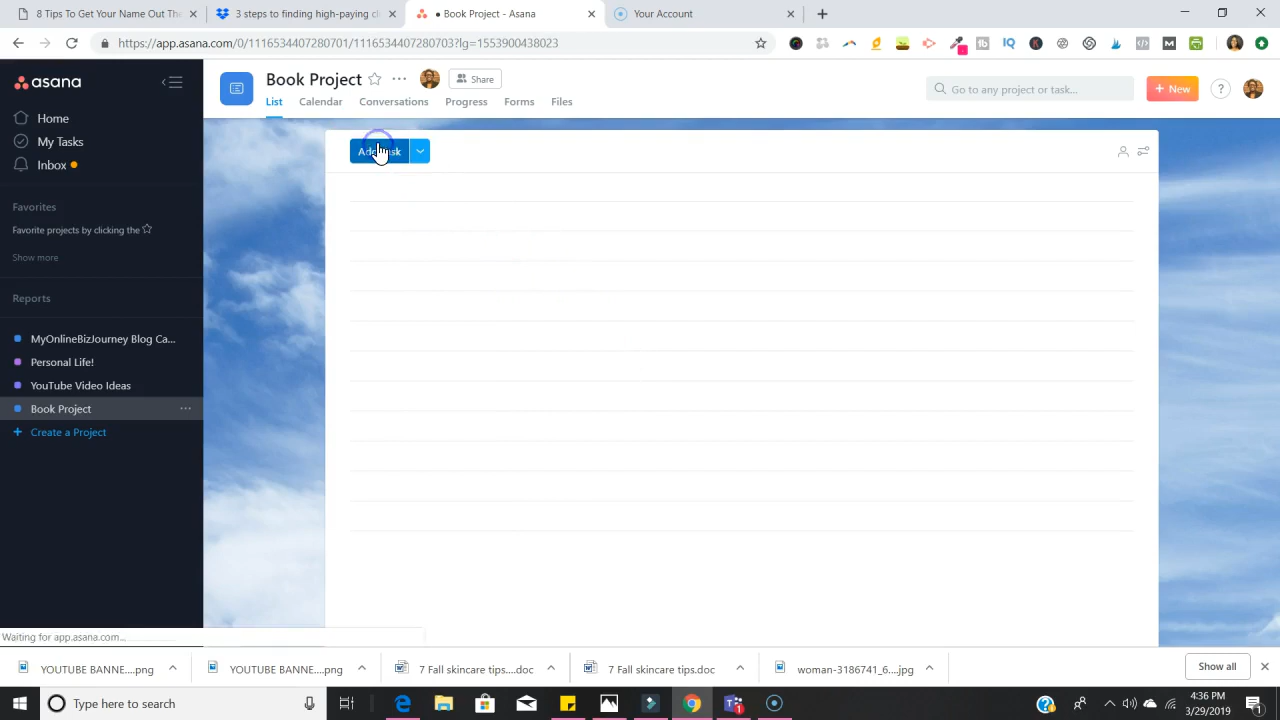 8 Tips To Get Your Name Out The
3 steps to finding high-paying cl
• Book Project - Asana
Your Account
https://app.asana.com/0/1116534407280701/1116534407280703?lg=1553900438023
asana
Book Project
Share
Go to any project or task...
+ New
?
List
Calendar
Conversations
Progress
Forms
Files
Home
My Tasks
Inbox
Favorites
Favorite projects by clicking the
Show more
Reports
MyOnlineBizJourney Blog Ca...
Personal Life!
YouTube Video Ideas
Book Project
+ Create a Project
Waiting for app.asana.com...
YOUTUBE BANNE....png
YOUTUBE BANNE....png
7 Fall skincare tips....doc
7 Fall skincare tips.doc
woman-3186741_6....jpg
Show all
Type here to search
4:36 PM
3/29/2019